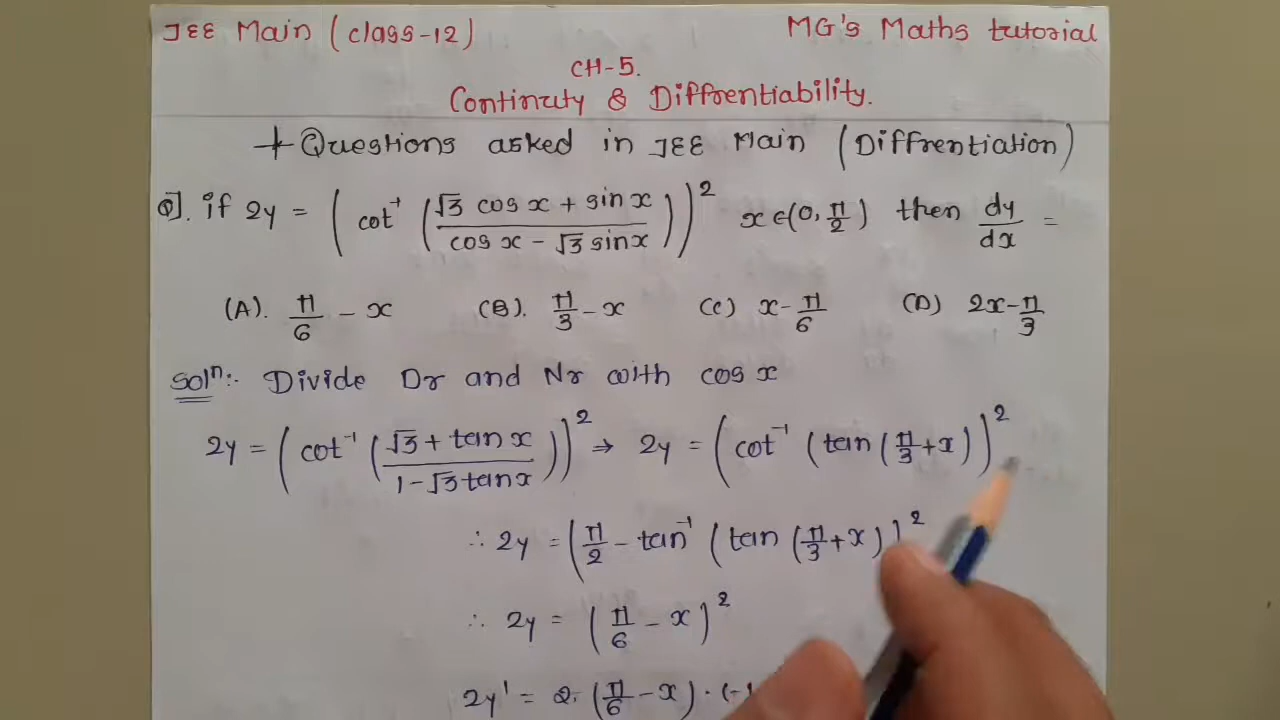 JEE Main (class-12) MG's Maths tutorial
CH-5.
Continuty & Diffrentiability.
+ Questions asked in JEE Main (Diffrentiation)
Q]. if 2y = (cot⁻¹ (√3 cos x + sin x / cos x - √3 sin x))² x ∈ (0, π/2) then dy/dx =
(A). π/6 - x (B). π/3 - x (C) x - π/6 (D) 2x - π/3
Solⁿ:- Divide Dr and Nr with cos x
2y = (cot⁻¹ (√3 + tan x / 1 - √3 tan x))² ⇒ 2y = (cot⁻¹ (tan (π/3 + x))²
∴ 2y = (π/2 - tan⁻¹ (tan (π/3 + x))²
∴ 2y = (π/6 - x)²
2y' = 2. (π/6 - x) · (-1